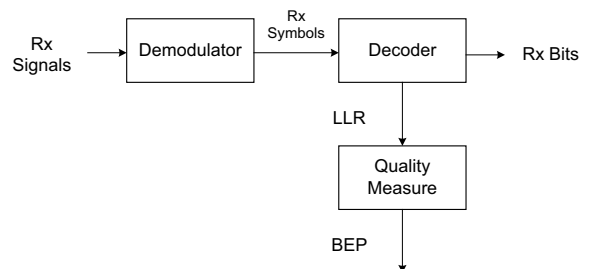 Rx
Signals
Demodulator
Rx
Symbols
Decoder
Rx Bits
LLR
Quality
Measure
BEP